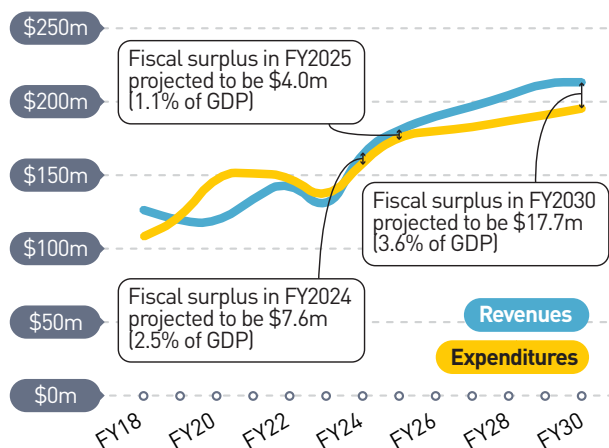 $250m
Fiscal surplus in FY2025
projected to be $4.0m
(1.1% of GDP)
$200m
$150m
Fiscal surplus in FY2030
projected to be $17.7m
(3.6% of GDP)
$100m
Fiscal surplus in FY2024
projected to be $7.6m
(2.5% of GDP)
$50m
Revenues
Expenditures
$0m
FY18
FY20
FY22
FY24
FY26
FY28
FY30